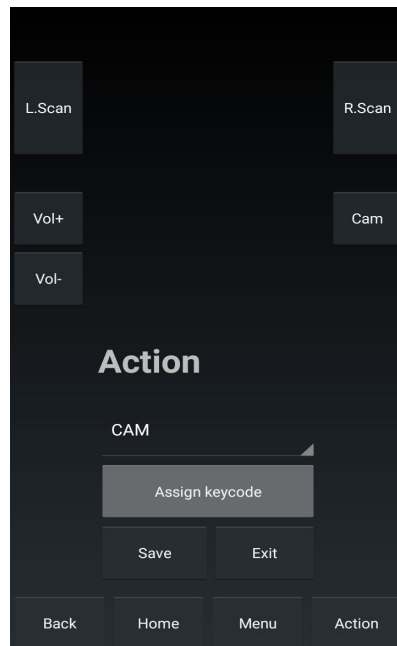 L.Scan
R.Scan
Vol+
Cam
Vol-
Action
CAM
Assign keycode
Save
Exit
Back
Home
Menu
Action